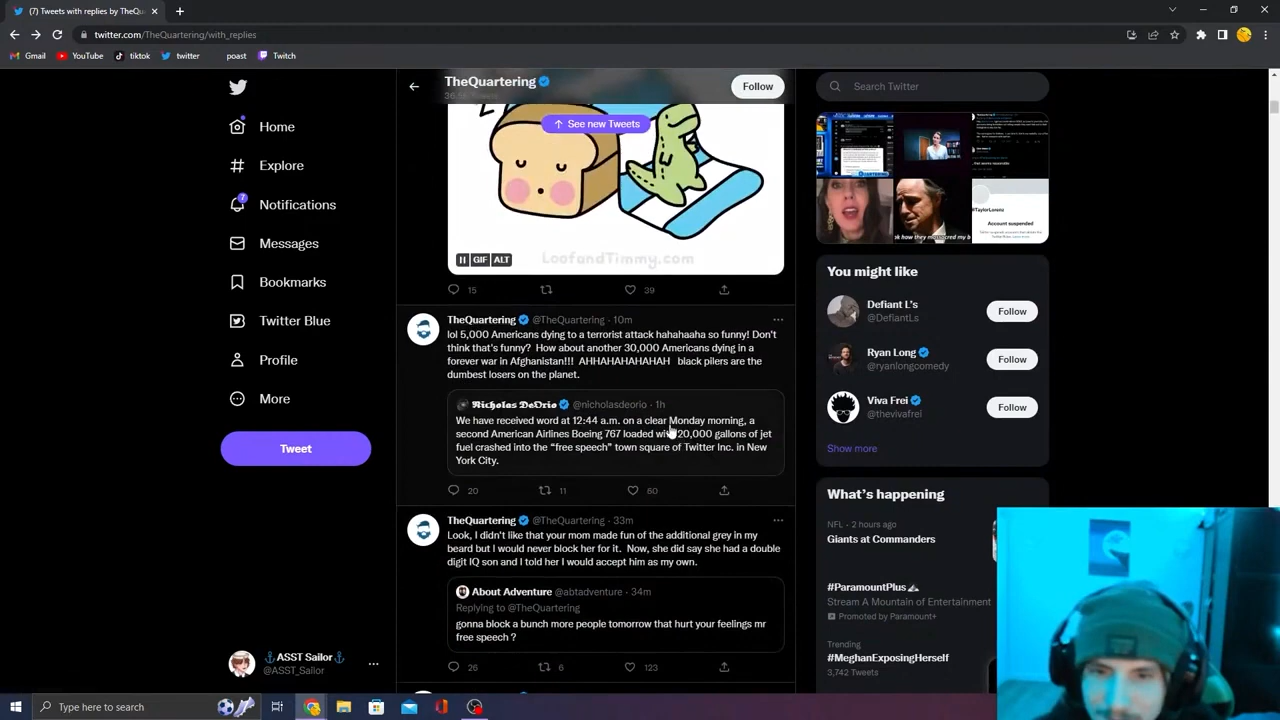 (7) Tweets with replies by TheQu
twitter.com/TheQuartering/with_replies
Gmail
YouTube
tiktok
twitter
poast
Twitch
Home
Explore
Notifications
7
Bookmarks
Twitter Blue
Profile
More
Tweet
⚓ASST Sailor⚓
@ASST_Sailor
TheQuartering
Follow
See new Tweets
GIF ALT
LoofandTimmy.com
15
39
TheQuartering @TheQuartering · 10m
lol 5,000 Americans dying to a terrorist attack hahahaaha so funny! Don't
think that's funny? How about another 30,000 Americans dying in a
forever war in Afghanistan!!! AHHAHAHAHAHAH black pilers are the
dumbest losers on the planet.
𝕹𝖎𝖈𝖍𝖔𝖑𝖆𝖘 𝕯𝖊𝕺𝖗𝖎𝖔 @nicholasdeorio · 1h
We have received word at 12:44 a.m. on a clear Monday morning, a
second American Airlines Boeing 767 loaded with 20,000 gallons of jet
fuel crashed into the “free speech” town square of Twitter Inc. in New
York City.
20
11
60
TheQuartering @TheQuartering · 33m
Look, I didn't like that your mom made fun of the additional grey in my
beard but I would never block her for it. Now, she did say she had a double
digit IQ son and I told her I would accept him as my own.
About Adventure @abtadventure · 34m
Replying to @TheQuartering
gonna block a bunch more people tomorrow that hurt your feelings mr
free speech ?
26
6
123
Search Twitter
#TaylorLorenz
Account suspended
You might like
Defiant L's
@DefiantLs
Follow
Ryan Long
@ryanlongcomedy
Follow
Viva Frei
@thevivafrei
Follow
Show more
What's happening
NFL · 2 hours ago
Giants at Commanders
#ParamountPlus
Stream A Mountain of Entertainment
Promoted by Paramount+
Trending
#MeghanExposingHerself
3,742 Tweets
Type here to search